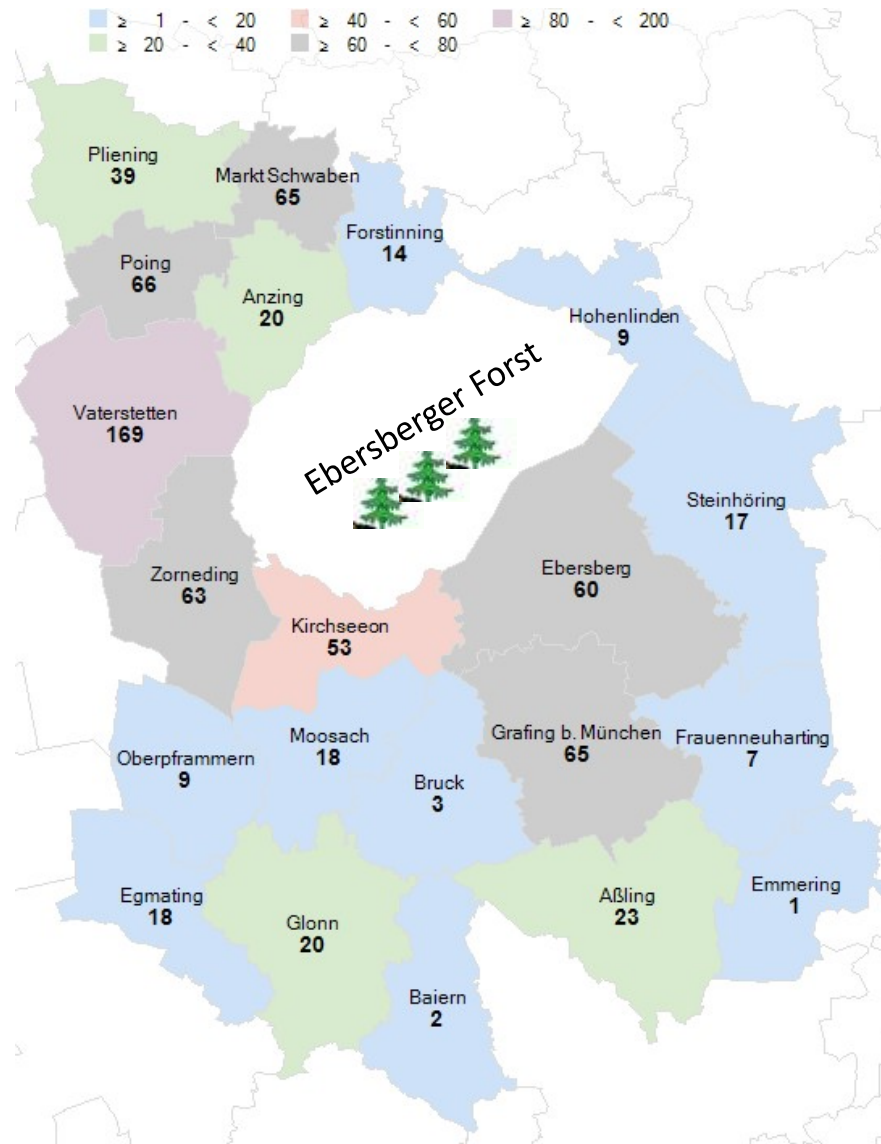 ≥ 1 - < 20 ≥ 40 - < 60 ≥ 80 - < 200
≥ 20 - < 40 ≥ 60 - < 80
Pliening
39
Markt Schwaben
65
Forstinning
14
Poing
66
Anzing
20
Hohenlinden
9
Ebersberger Forst
Vaterstetten
169
Steinhöring
17
Zorneding
63
Ebersberg
60
Kirchseeon
53
Oberpframmern
9
Moosach
18
Bruck
3
Grafing b. München
65
Frauenneuharting
7
Egmating
18
Glonn
20
Aßling
23
Emmering
1
Baiern
2